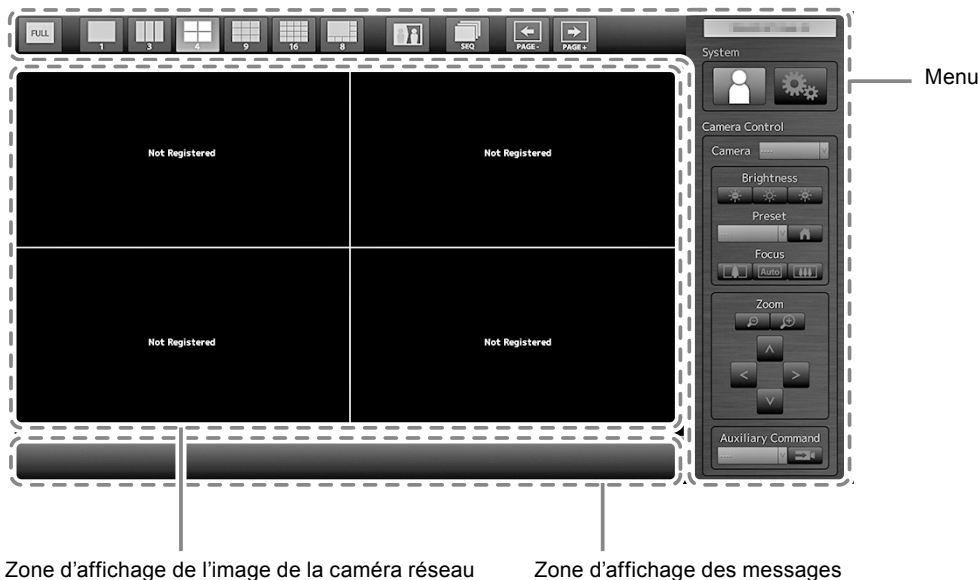 FULL
1
3
4
9
16
8
SEQ
PAGE-
PAGE+
System
Menu
Camera Control
Camera ----
Brightness
Preset
--
Focus
Auto
Zoom
Auxiliary Command
----
Not Registered
Not Registered
Not Registered
Not Registered
Zone d’affichage de l’image de la caméra réseau
Zone d’affichage des messages